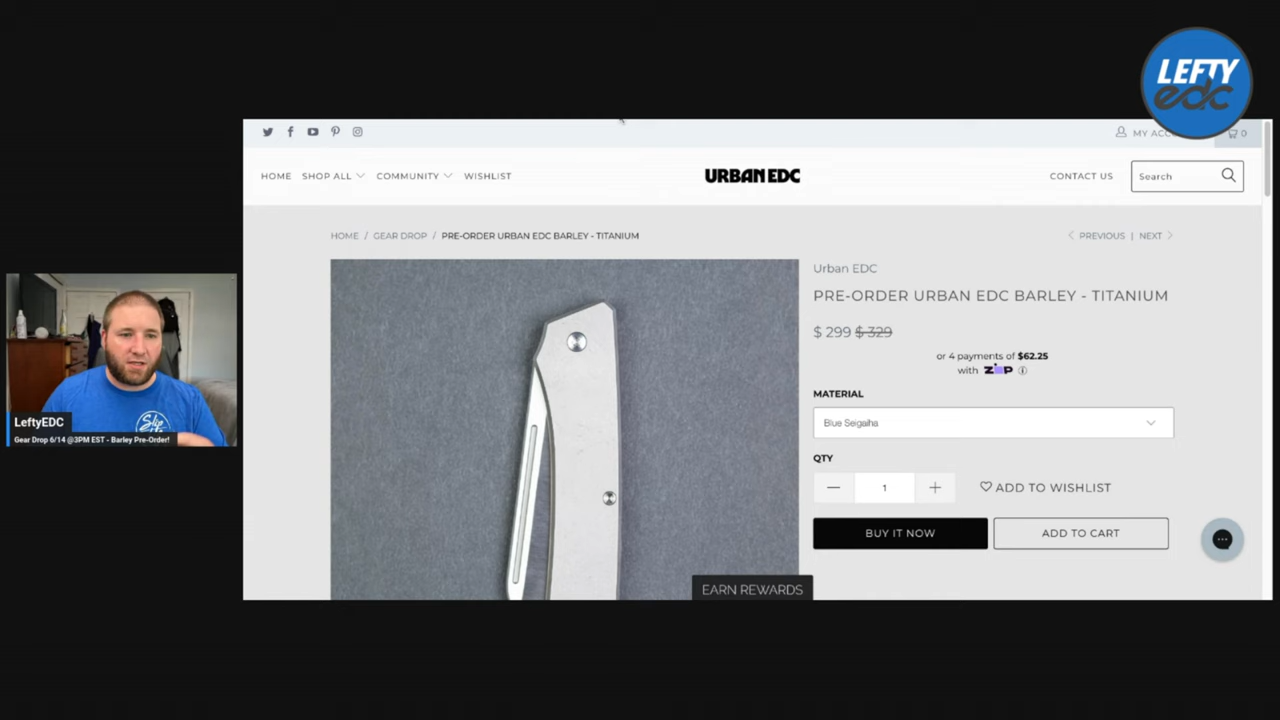 LEFTY
edc
MY ACC
0
HOME SHOP ALL COMMUNITY WISHLIST
URBAN EDC
CONTACT US
Search
HOME / GEAR DROP / PRE-ORDER URBAN EDC BARLEY - TITANIUM
PREVIOUS | NEXT
Urban EDC
PRE-ORDER URBAN EDC BARLEY - TITANIUM
$ 299 $ 329
or 4 payments of $62.25
with ZIP
MATERIAL
Blue Seigaiha
QTY
1
ADD TO WISHLIST
BUY IT NOW
ADD TO CART
EARN REWARDS
LeftyEDC
Gear Drop 6/14 @3PM EST - Barley Pre-Order!
Slip